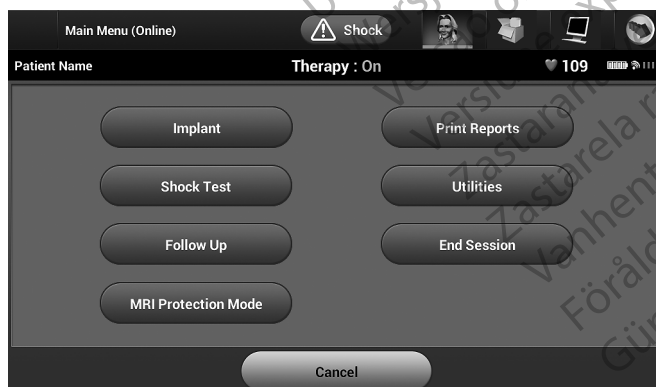 Main Menu (Online) Shock
Patient Name Therapy : On 109
Implant Print Reports
Shock Test Utilities
Follow Up End Session
MRI Protection Mode
Cancel